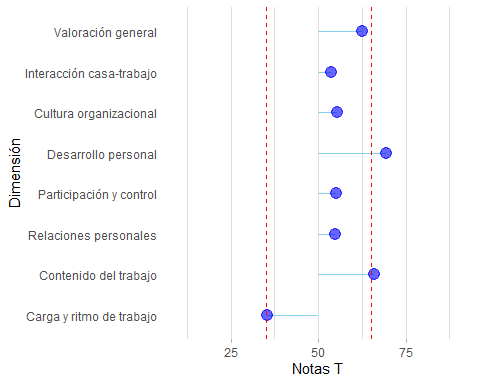 Valoración general
Interacción casa-trabajo
Cultura organizacional
Desarrollo personal
Participación y control
Relaciones personales
Contenido del trabajo
Carga y ritmo de trabajo
Dimensión
25 50 75
Notas T